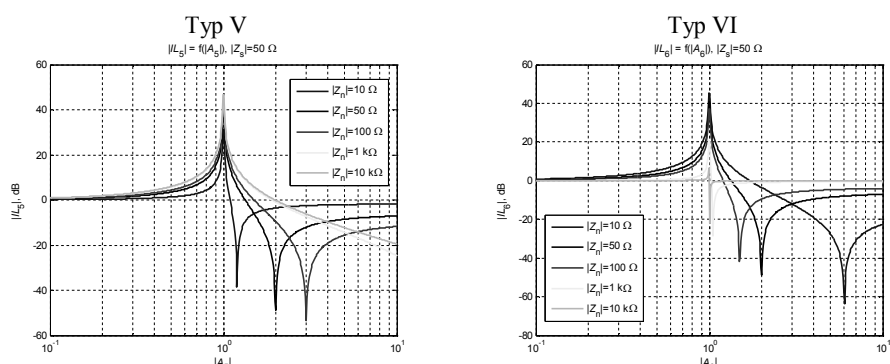 Typ V
|IL5| = f(|A5|), |Zs|=50 Ω
60
40
20
0
-20
-40
-60
|IL5|, dB
|Zn|=10 Ω
|Zn|=50 Ω
|Zn|=100 Ω
|Zn|=1 kΩ
|Zn|=10 kΩ
10^-1
10^0
10^1
Typ VI
|IL6| = f(|A6|), |Zs|=50 Ω
60
40
20
0
-20
-40
-60
-80
|IL6|, dB
|Zn|=10 Ω
|Zn|=50 Ω
|Zn|=100 Ω
|Zn|=1 kΩ
|Zn|=10 kΩ
10^-1
10^0
10^1